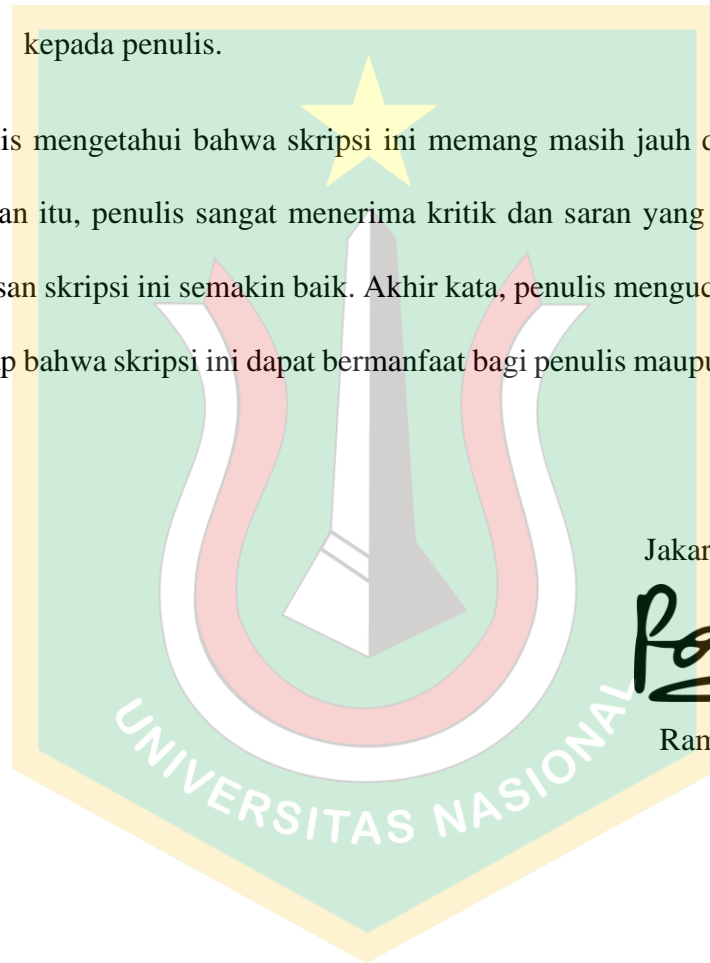 kepada penulis.
is mengetahui bahwa skripsi ini memang masih jauh
an itu, penulis sangat menerima kritik dan saran yang
san skripsi ini semakin baik. Akhir kata, penulis menguc
p bahwa skripsi ini dapat bermanfaat bagi penulis maupu
Jakar
Ram
UNIVERSITAS NASIONAL